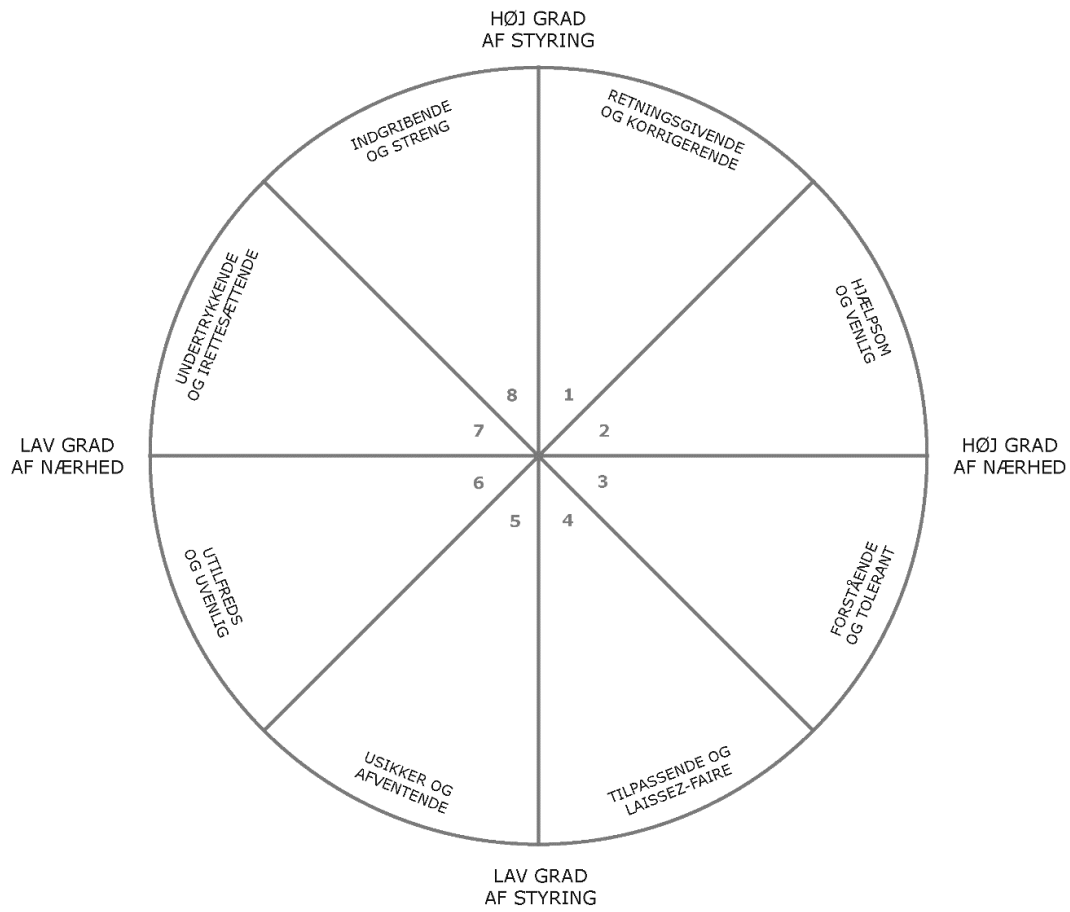 HØJ GRAD
AF STYRING
INDGRIBENDE
OG STRENG
RETNINGSGIVENDE
OG KORRIGERENDE
UNDERTRYKKENDE
OG IRETTESÆTTENDE
HJÆLPSOM
OG VENLIG
8
1
7
2
LAV GRAD
AF NÆRHED
HØJ GRAD
AF NÆRHED
6
3
5
4
UTILFREDS
OG UVENLIG
FORSTÅENDE
OG TOLERANT
USIKKER OG
AFVENTENDE
TILPASSENDE OG
LAISSEZ-FAIRE
LAV GRAD
AF STYRING